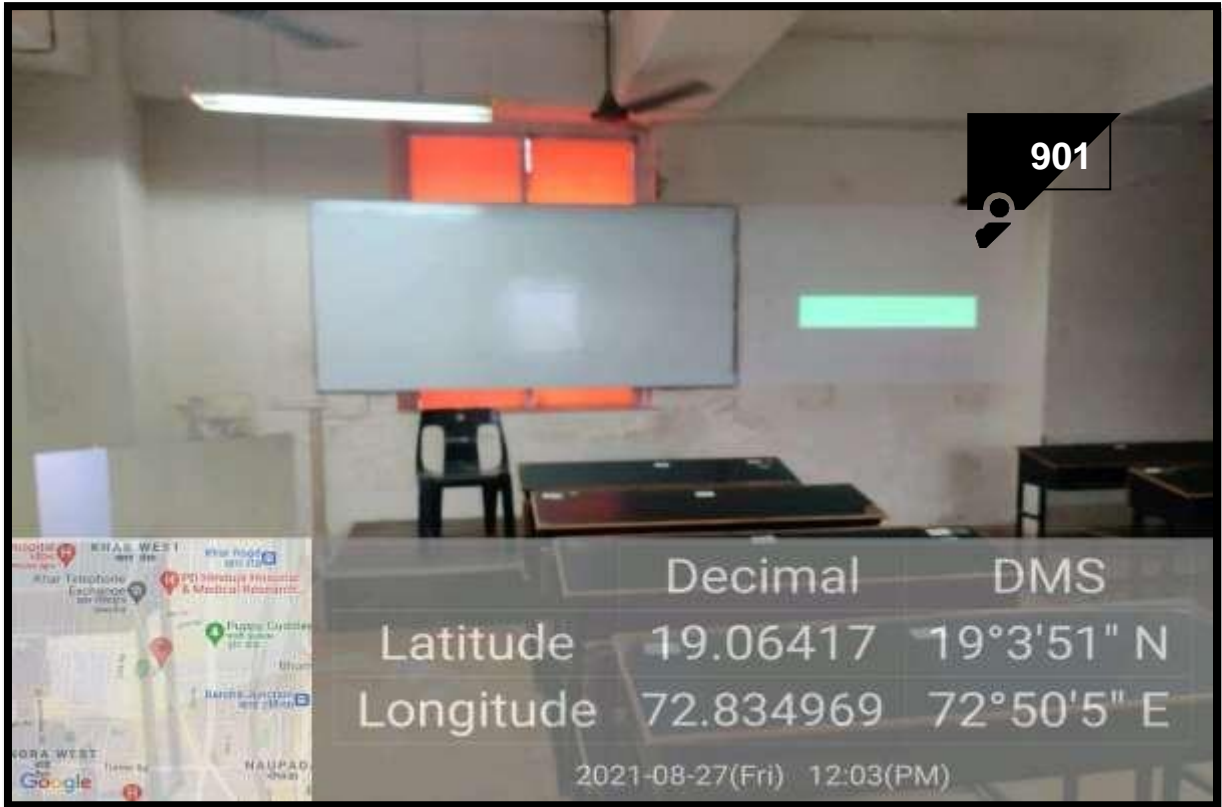 901
Decimal DMS
Latitude 19.06417 19°3'51" N
Longitude 72.834969 72°50'5" E
2021-08-27(Fri) 12:03(PM)
KHAR WEST
Khar Road
Khar Telephone
Exchange
PD Hinduja Hospital
& Medical Research...
Puppy Cuddles
Bandra Junction
NAUPADA
Google